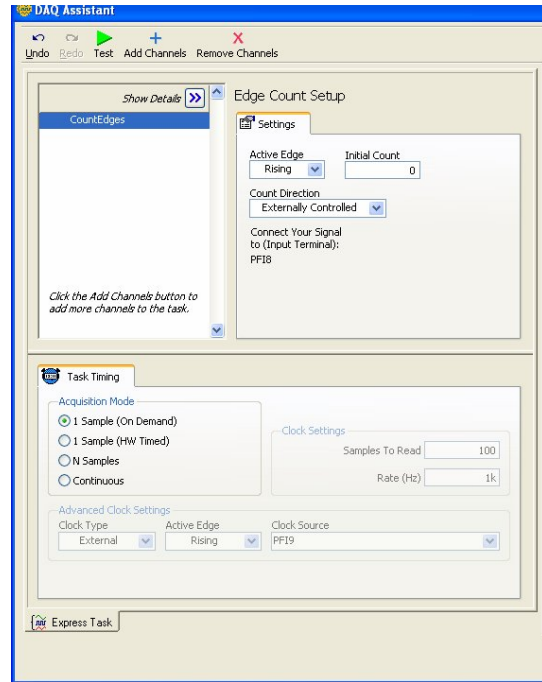 DAQ Assistant
Undo Redo Test Add Channels Remove Channels
Show Details
CountEdges
Click the Add Channels button to
add more channels to the task.
Edge Count Setup
Settings
Active Edge Initial Count
Rising 0
Count Direction
Externally Controlled
Connect Your Signal
to (Input Terminal):
PFI8
Task Timing
Acquisition Mode
1 Sample (On Demand)
1 Sample (HW Timed)
N Samples
Continuous
Clock Settings
Samples To Read 100
Rate (Hz) 1k
Advanced Clock Settings
Clock Type Active Edge Clock Source
External Rising PFI9
Express Task